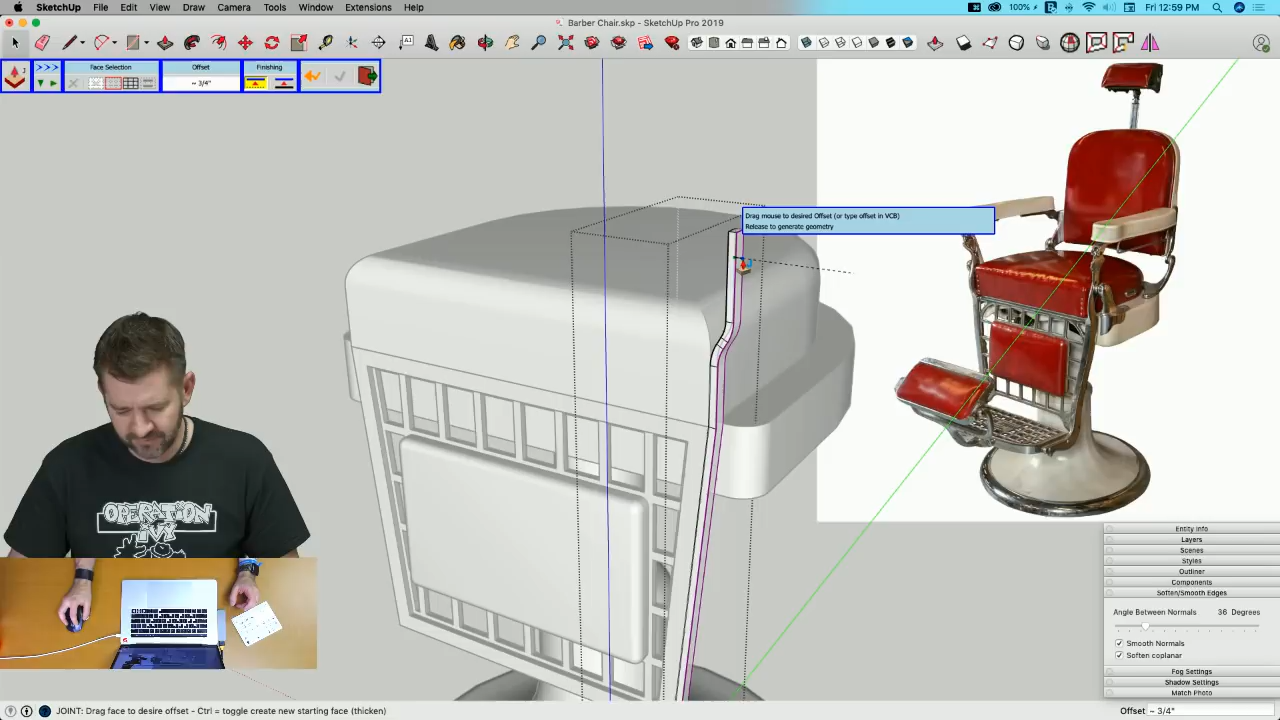 SketchUp File Edit View Draw Camera Tools Window Extensions Help
100% Fri 12:59 PM
Barber Chair.skp - SketchUp Pro 2019
Face Selection
Offset
Finishing
~ 3/4"
Drag mouse to desired Offset (or type offset in VCB)
Release to generate geometry
OPERATION
IVY
Entity Info
Layers
Scenes
Styles
Outliner
Components
Soften/Smooth Edges
Angle Between Normals 36 Degrees
Smooth Normals
Soften coplanar
Fog Settings
Shadow Settings
Match Photo
JOINT: Drag face to desire offset - Ctrl = toggle create new starting face (thicken)
Offset ~ 3/4"